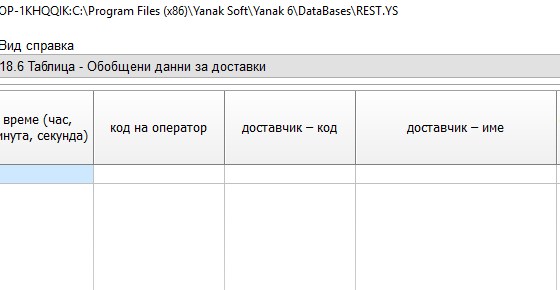 OP-1KHQQIK:C:\Program Files (x86)\Yanak Soft\Yanak 6\DataBases\REST.YS
Вид справка
18.6 Таблица - Обобщени данни за доставки
време (час, код на оператор доставчик – код доставчик – име
инута, секунда)